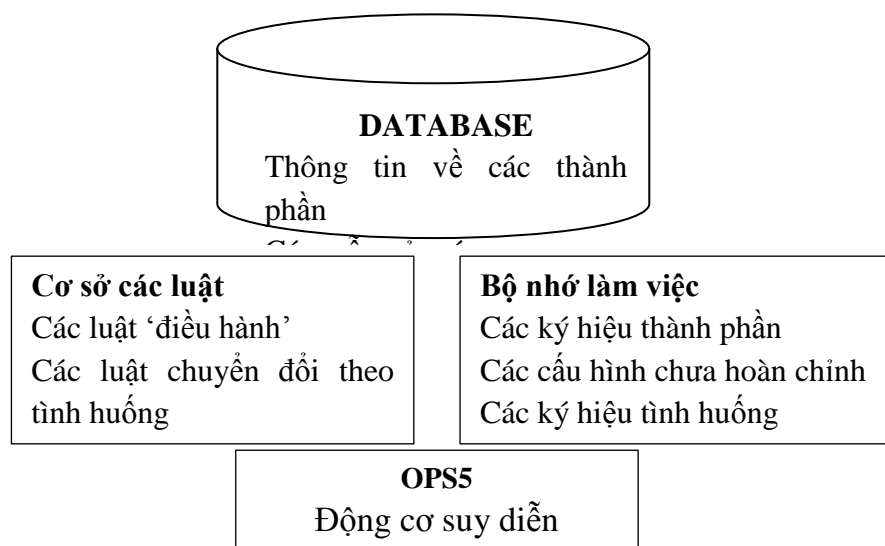 DATABASE
Thông tin về các thành
phần
Cơ sở các luật
Các luật ‘điều hành’
Các luật chuyển đổi theo
tình huống
Bộ nhớ làm việc
Các ký hiệu thành phần
Các cấu hình chưa hoàn chỉnh
Các ký hiệu tình huống
OPS5
Động cơ suy diễn